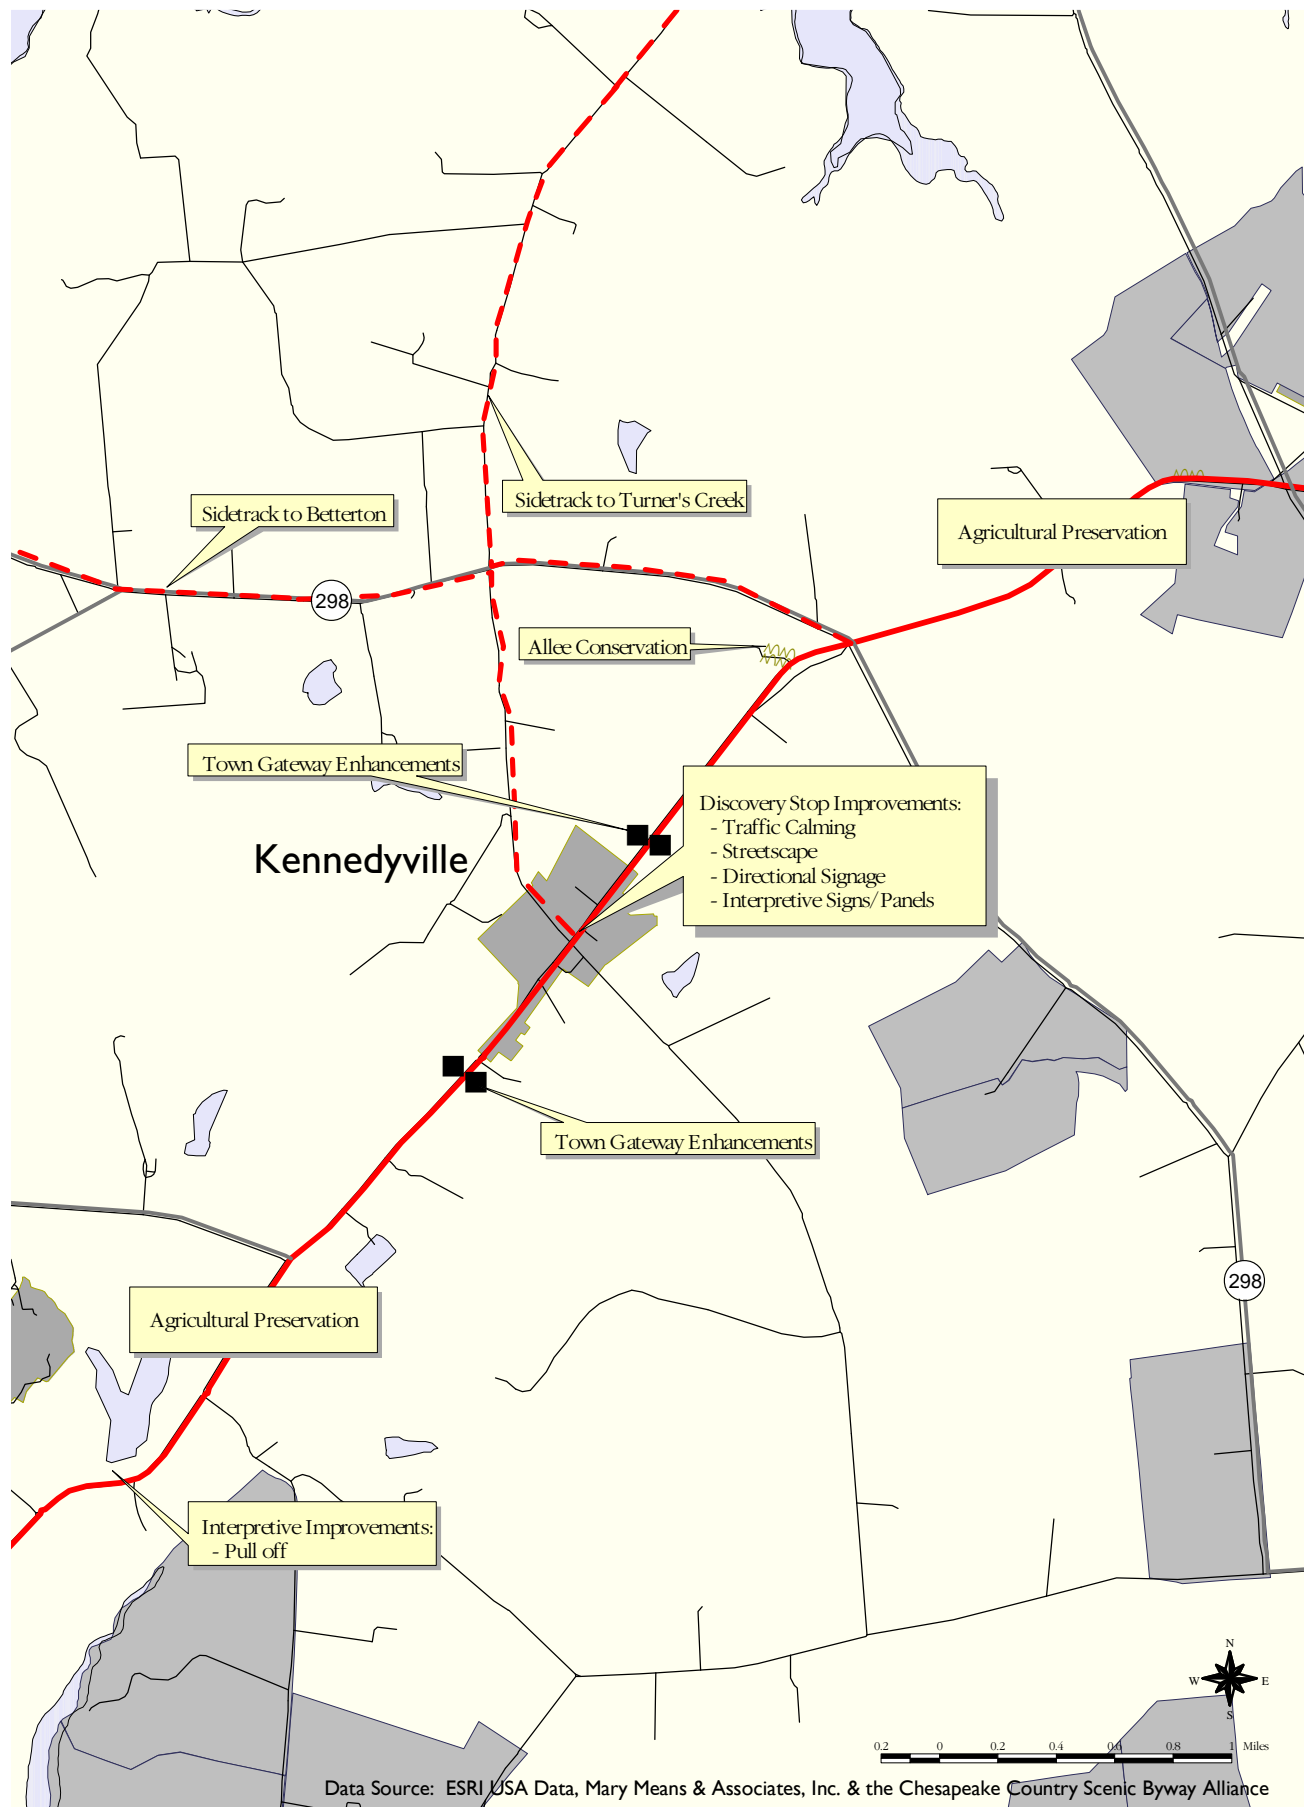 Sidetrack to Turner's Creek
Sidetrack to Betterton
Agricultural Preservation
298
Allee Conservation
Town Gateway Enhancements
Discovery Stop Improvements:
- Traffic Calming
- Streetscape
- Directional Signage
- Interpretive Signs/Panels
Kennedyville
Town Gateway Enhancements
298
Agricultural Preservation
Interpretive Improvements:
- Pull off
N
W E
S
0.2 0 0.2 0.4 0.6 0.8 1 Miles
Data Source: ESRI USA Data, Mary Means & Associates, Inc. & the Chesapeake Country Scenic Byway Alliance